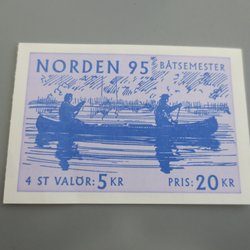 NORDEN 95 BÅTSEMESTER
4 ST VALÖR: 5 KR PRIS: 20 KR